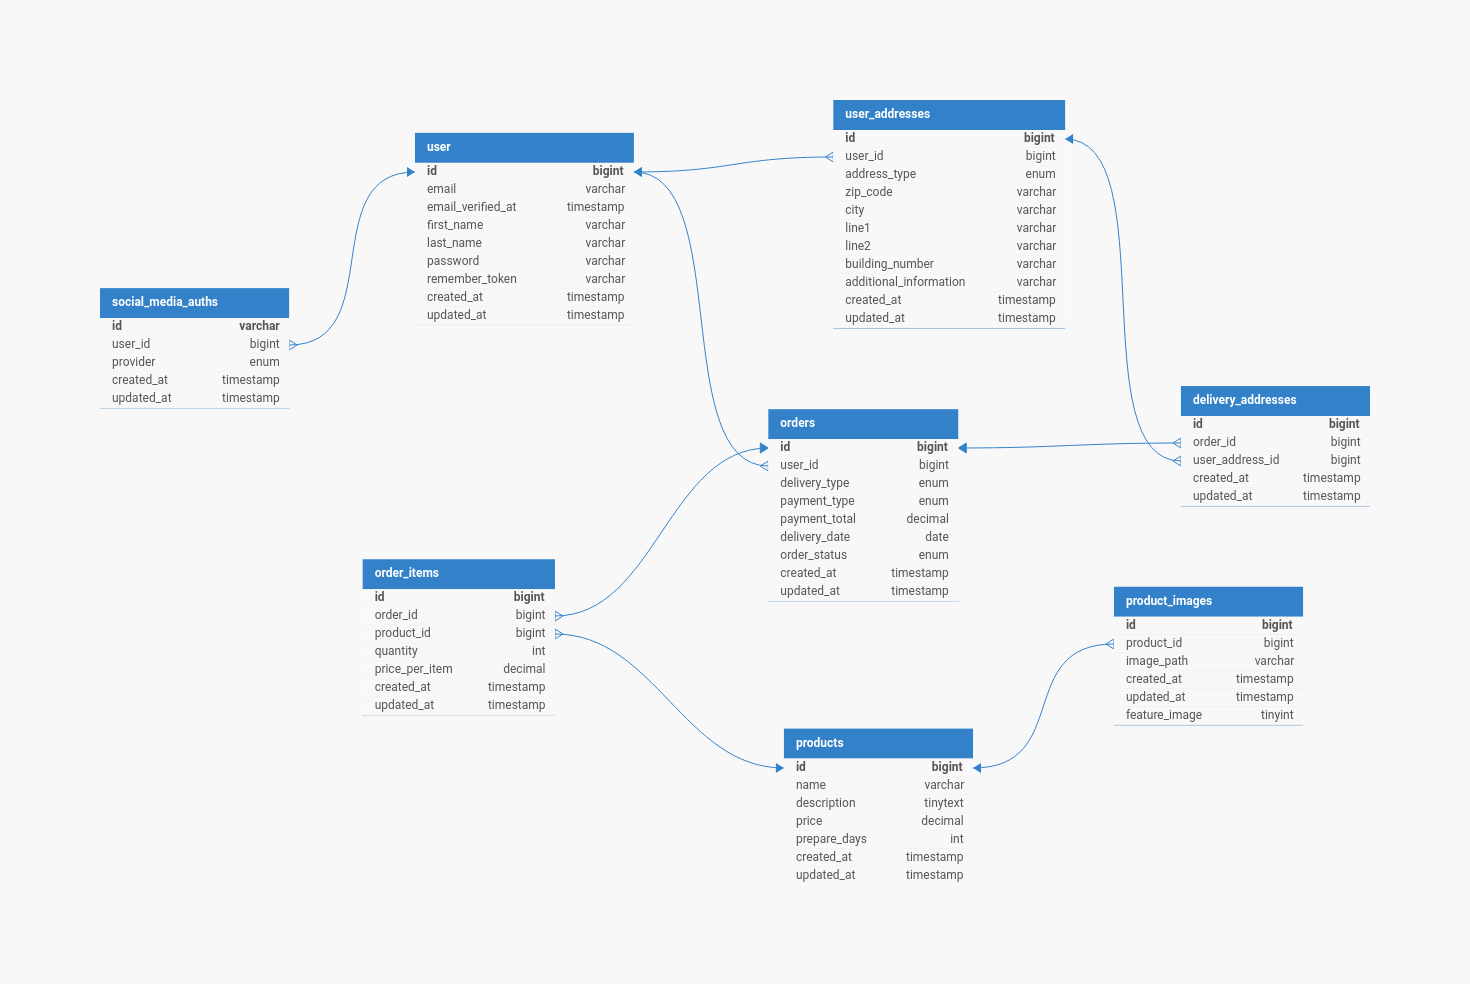 user_addresses
id bigint
user_id bigint
address_type enum
zip_code varchar
city varchar
line1 varchar
line2 varchar
building_number varchar
additional_information varchar
created_at timestamp
updated_at timestamp
user
id bigint
email varchar
email_verified_at timestamp
first_name varchar
last_name varchar
password varchar
remember_token varchar
created_at timestamp
updated_at timestamp
social_media_auths
id varchar
user_id bigint
provider enum
created_at timestamp
updated_at timestamp
delivery_addresses
id bigint
order_id bigint
user_address_id bigint
created_at timestamp
updated_at timestamp
orders
id bigint
user_id bigint
delivery_type enum
payment_type enum
payment_total decimal
delivery_date date
order_status enum
created_at timestamp
updated_at timestamp
order_items
id bigint
order_id bigint
product_id bigint
quantity int
price_per_item decimal
created_at timestamp
updated_at timestamp
product_images
id bigint
product_id bigint
image_path varchar
created_at timestamp
updated_at timestamp
feature_image tinyint
products
id bigint
name varchar
description tinytext
price decimal
prepare_days int
created_at timestamp
updated_at timestamp